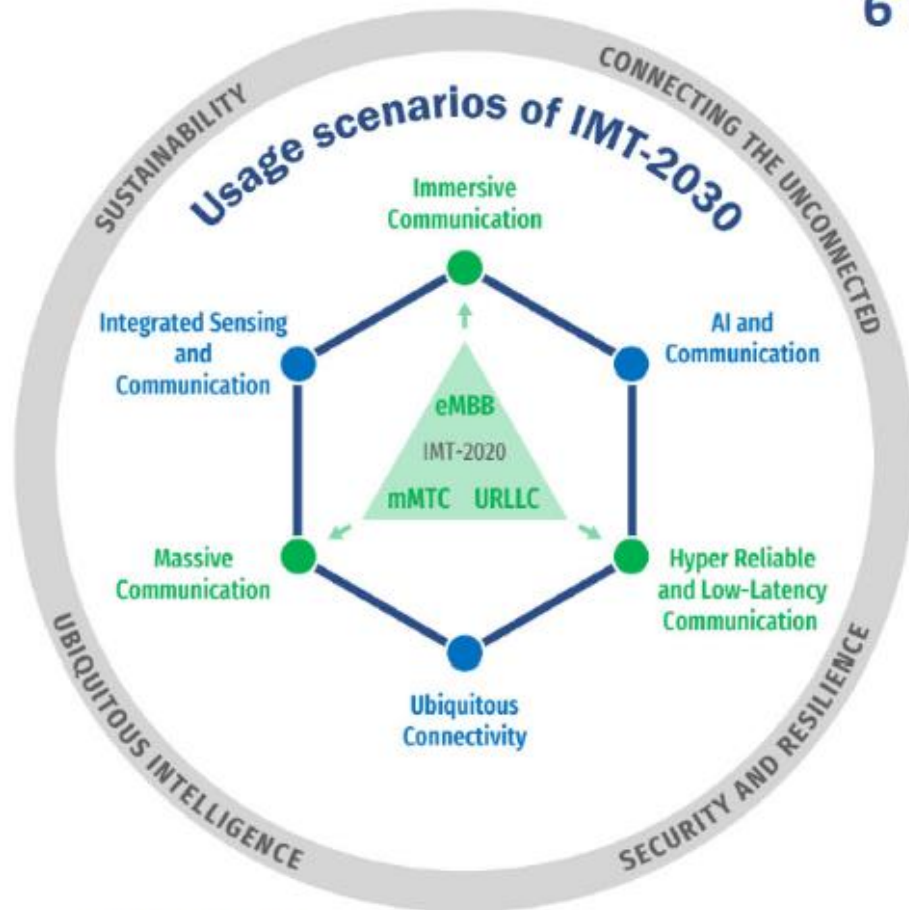 6
SUSTAINABILITY
CONNECTING THE UNCONNECTED
Usage scenarios of IMT-2030
Immersive
Communication
Integrated Sensing
and
Communication
AI and
Communication
eMBB
IMT-2020
mMTC URLLC
Massive
Communication
Hyper Reliable
and Low-Latency
Communication
Ubiquitous
Connectivity
UBIQUITOUS INTELLIGENCE
SECURITY AND RESILIENCE